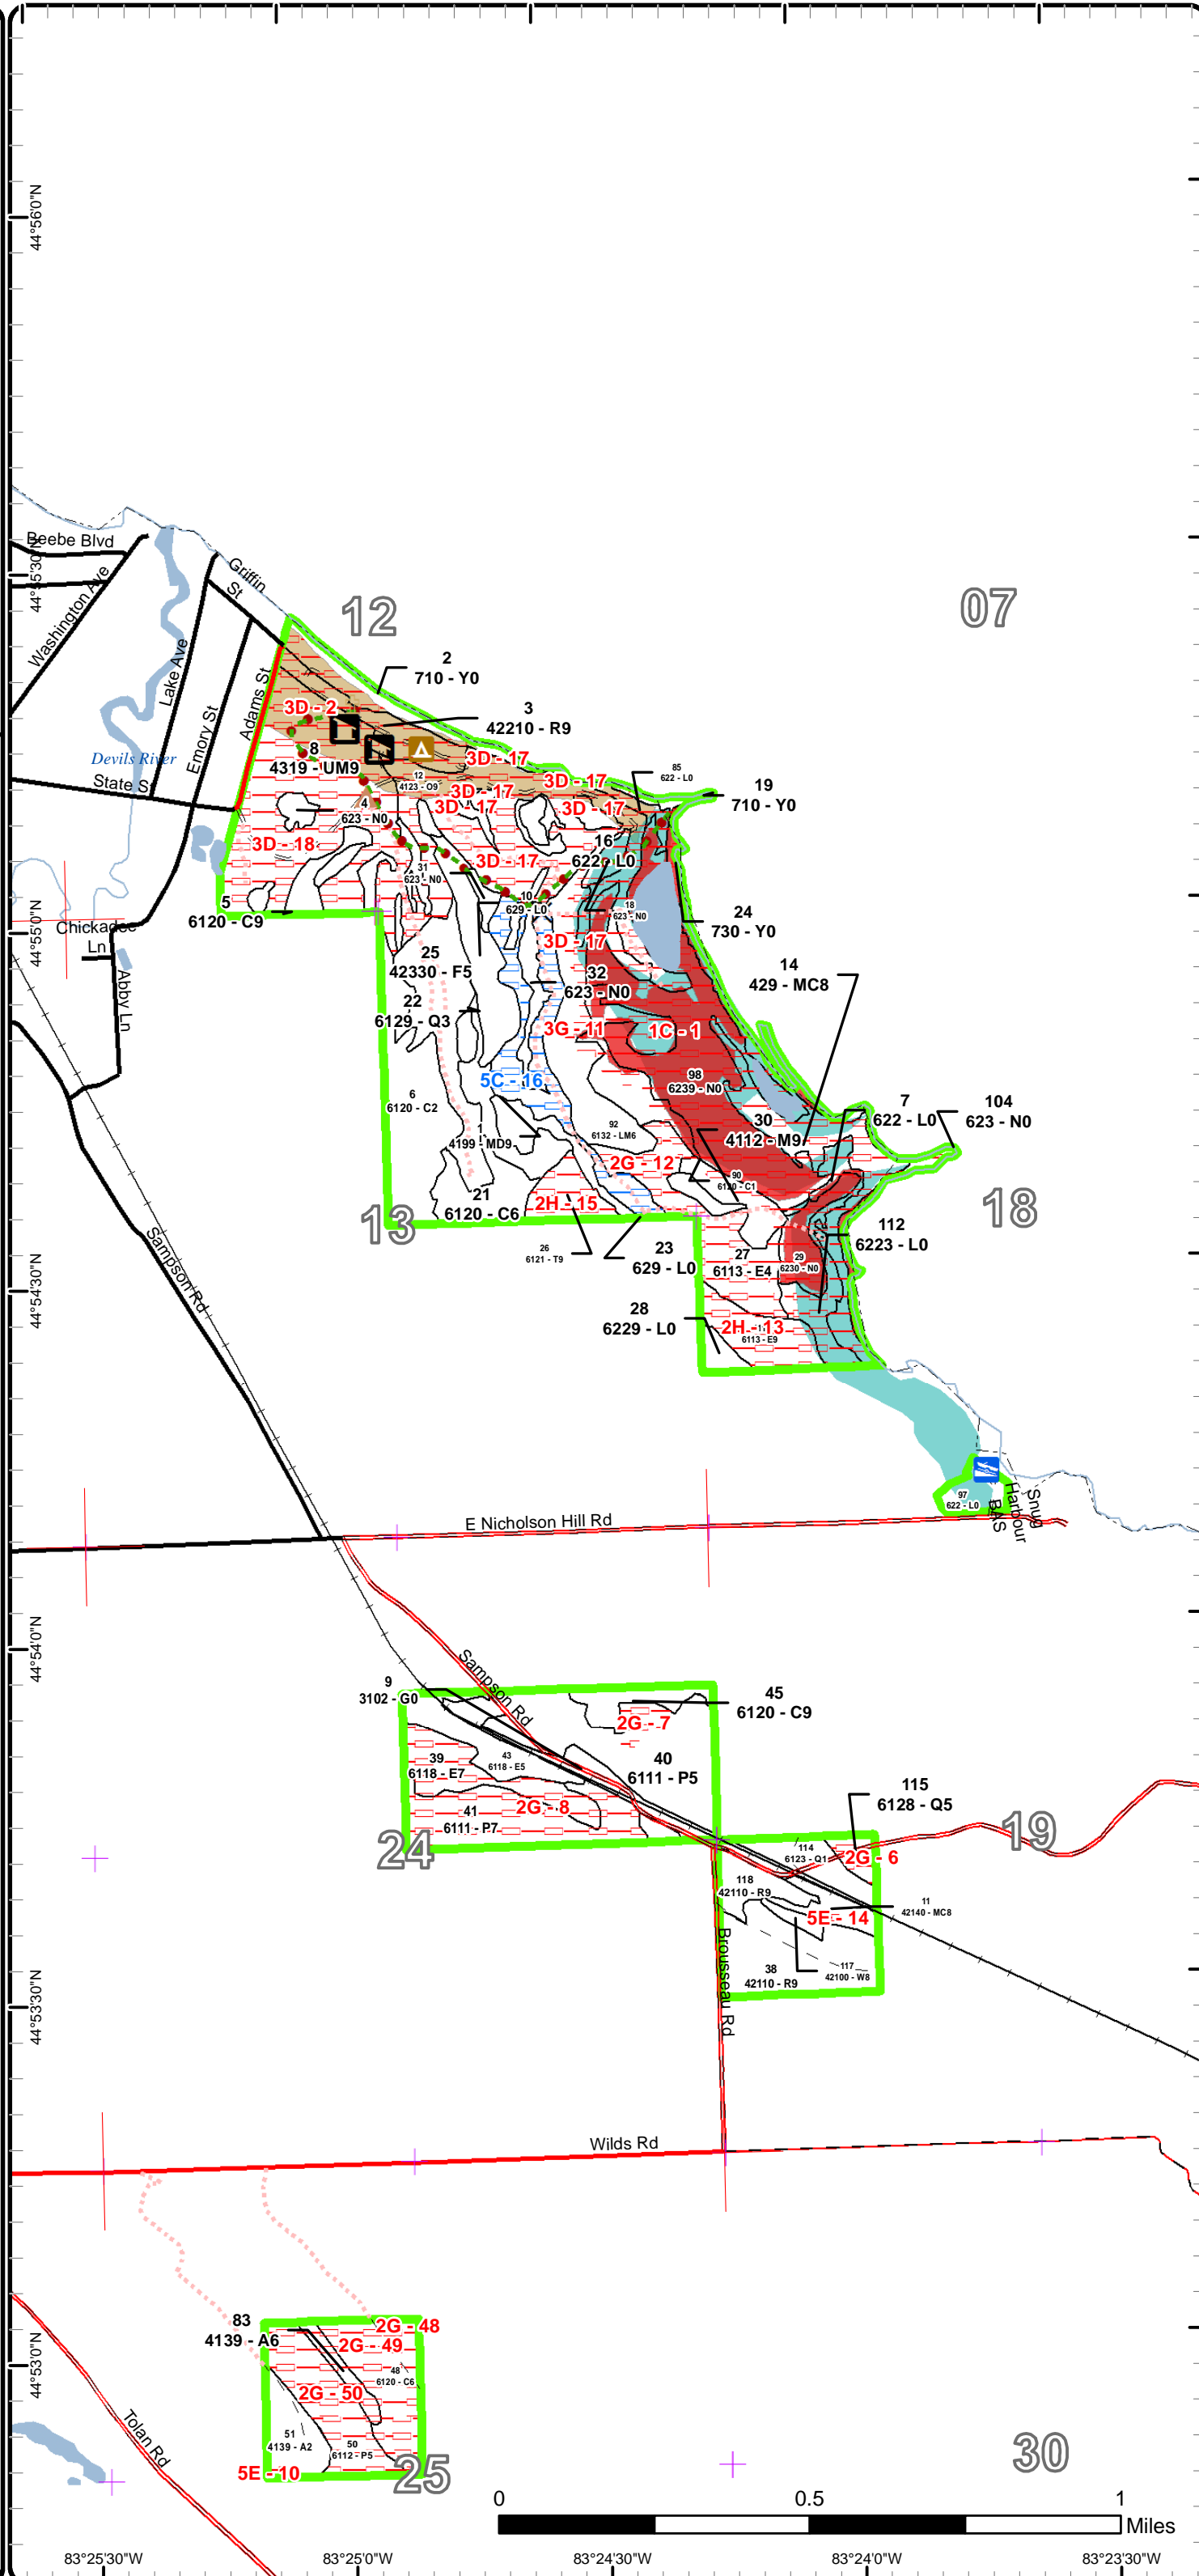 44°56'0"N
44°55'30"N
44°55'0"N
44°54'30"N
44°54'0"N
44°53'30"N
44°53'0"N
Beebe Blvd
Washington Ave
Lake Ave
Griffin
St
Emory St
Adams St
Devils River
State St
Chickadee
Ln
Abby Ln
12
07
2
710 - Y0
3
42210 - R9
3D - 2
8
4319 - UM9
3D - 17
12
4123 - O9
3D - 17
3D - 17
3D - 17
3D - 17
85
622 - L0
19
710 - Y0
4
623 - N0
3D - 18
16
622 - L0
3D - 17
31
623 - N0
10
629 - L0
18
623 - N0
5
6120 - C9
24
730 - Y0
3D - 17
25
42330 - F5
32
623 - N0
14
429 - MC8
22
6129 - Q3
3G - 11
1C - 1
5C - 16
98
6239 - N0
6
6120 - C2
7
622 - L0
104
623 - N0
1
4199 - MD9
92
6132 - LM6
30
4112 - M9
2G - 12
90
6120 - C1
21
6120 - C6
2H - 15
13
18
26
6121 - T9
23
629 - L0
27
6113 - E4
29
6230 - N0
112
6223 - L0
28
6229 - L0
2H - 13
6113 - E9
Sampson Rd
97
622 - L0
Snug
Harbour
BAS
E Nicholson Hill Rd
Sampson Rd
9
3102 - G0
45
6120 - C9
2G - 7
39
6118 - E7
43
6118 - E5
40
6111 - P5
2G - 8
41
6111 - P7
115
6128 - Q5
24
19
114
6123 - Q1
2G - 6
118
42110 - R9
5E - 14
11
42140 - MC8
38
42110 - R9
117
42100 - W8
Brousseau Rd
Wilds Rd
83
4139 - A6
2G - 48
2G - 49
48
6120 - C6
2G - 50
51
4139 - A2
50
6112 - P5
5E - 10
25
30
Tolan Rd
0
0.5
1
Miles
83°25'30"W
83°25'0"W
83°24'30"W
83°24'0"W
83°23'30"W